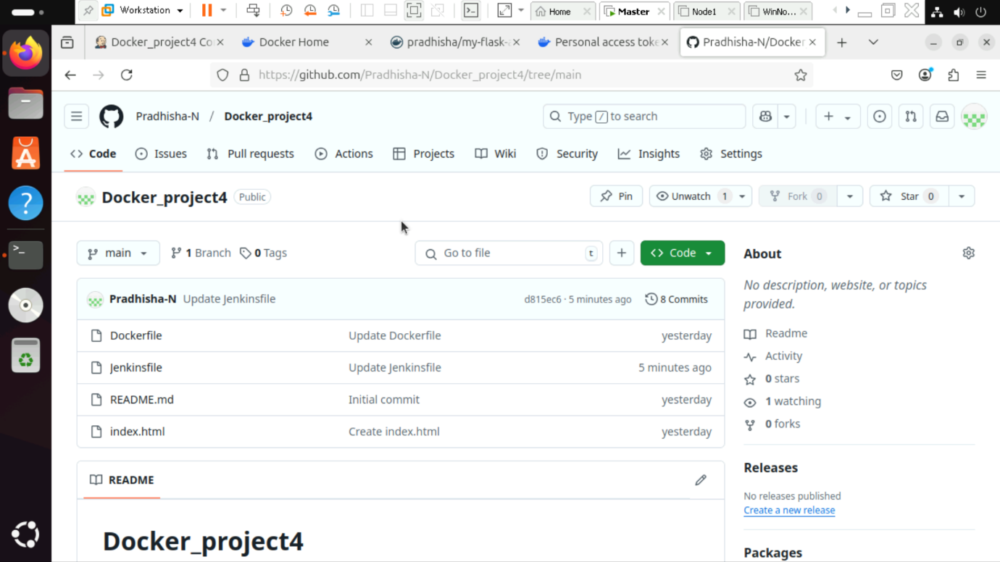 Workstation
Home
Master
Node1
WinNo...
Docker_project4 Co
Docker Home
pradhisha/my-flask-
Personal access toke
Pradhisha-N/Docker
https://github.com/Pradhisha-N/Docker_project4/tree/main
Pradhisha-N / Docker_project4
Type / to search
Code
Issues
Pull requests
Actions
Projects
Wiki
Security
Insights
Settings
Docker_project4 Public
Pin
Unwatch 1
Fork 0
Star 0
main
1 Branch
0 Tags
Go to file t
Code
About
No description, website, or topics
provided.
Pradhisha-N Update Jenkinsfile d815ec6 · 5 minutes ago 8 Commits
Dockerfile Update Dockerfile yesterday
Jenkinsfile Update Jenkinsfile 5 minutes ago
README.md Initial commit yesterday
index.html Create index.html yesterday
Readme
Activity
0 stars
1 watching
0 forks
Releases
No releases published
Create a new release
Packages
README
Docker_project4